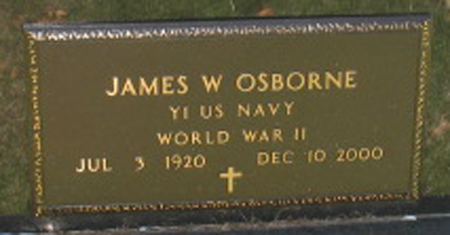 JAMES W OSBORNE
Y1 US NAVY
WORLD WAR II
JUL 3 1920 DEC 10 2000